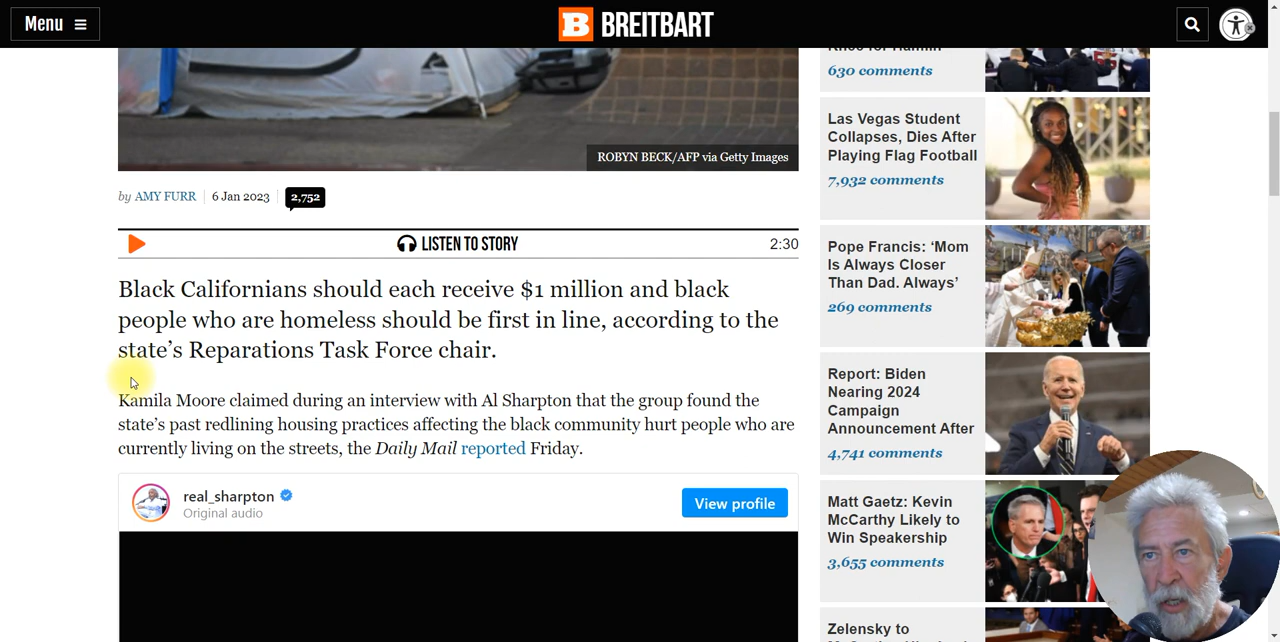 Menu
BREITBART
ROBYN BECK/AFP via Getty Images
by AMY FURR
6 Jan 2023
2,752
LISTEN TO STORY
2:30
Black Californians should each receive $1 million and black
people who are homeless should be first in line, according to the
state’s Reparations Task Force chair.
Kamila Moore claimed during an interview with Al Sharpton that the group found the
state’s past redlining housing practices affecting the black community hurt people who are
currently living on the streets, the Daily Mail reported Friday.
real_sharpton
Original audio
View profile
630 comments
Las Vegas Student
Collapses, Dies After
Playing Flag Football
7,932 comments
Pope Francis: ‘Mom
Is Always Closer
Than Dad. Always’
269 comments
Report: Biden
Nearing 2024
Campaign
Announcement After
4,741 comments
Matt Gaetz: Kevin
McCarthy Likely to
Win Speakership
3,655 comments
Zelensky to